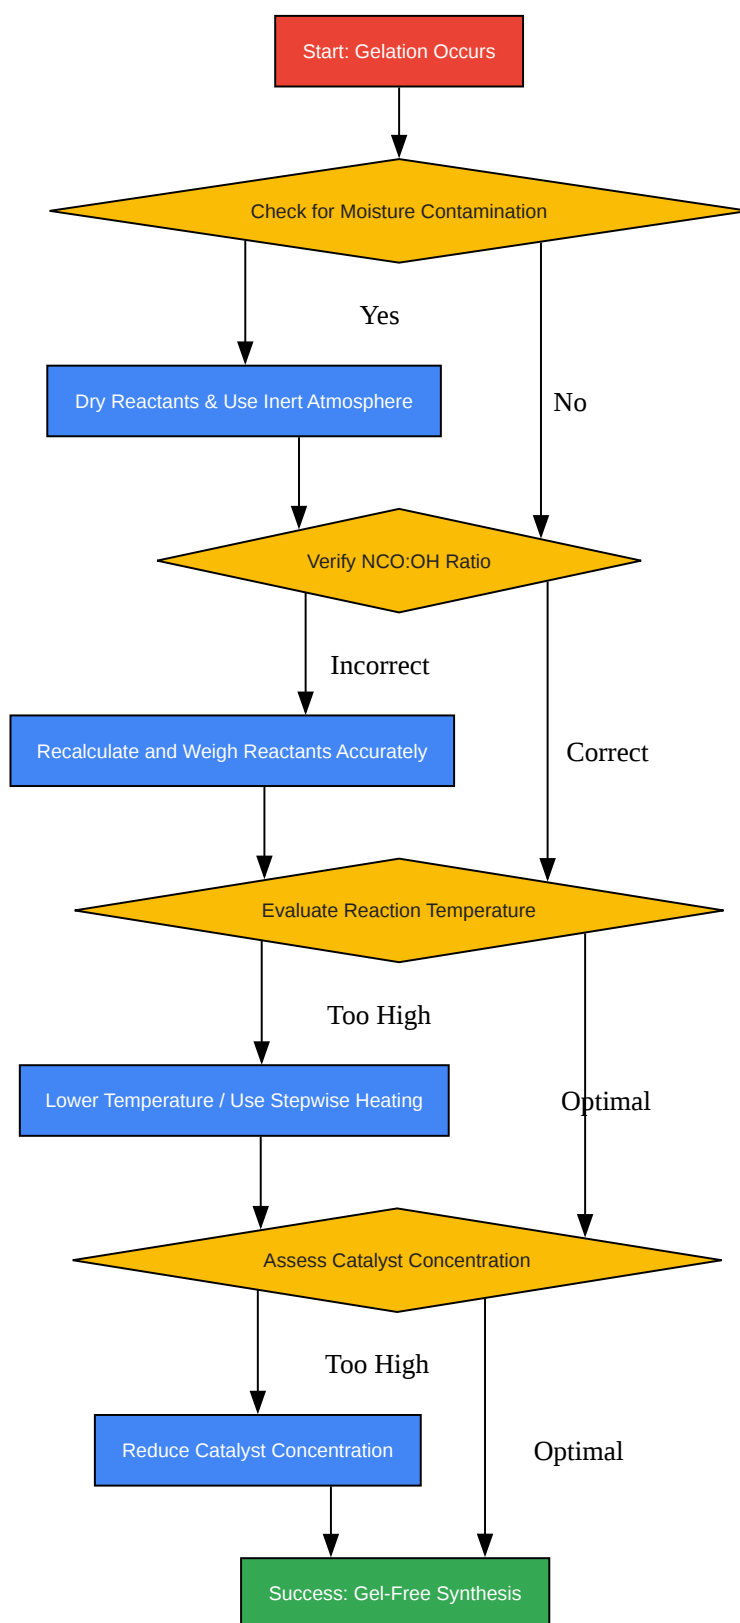 Start: Gelation Occurs
Check for Moisture Contamination
Yes
Dry Reactants & Use Inert Atmosphere
No
Verify NCO:OH Ratio
Incorrect
Recalculate and Weigh Reactants Accurately
Correct
Evaluate Reaction Temperature
Too High
Lower Temperature / Use Stepwise Heating
Optimal
Assess Catalyst Concentration
Too High
Reduce Catalyst Concentration
Optimal
Success: Gel-Free Synthesis